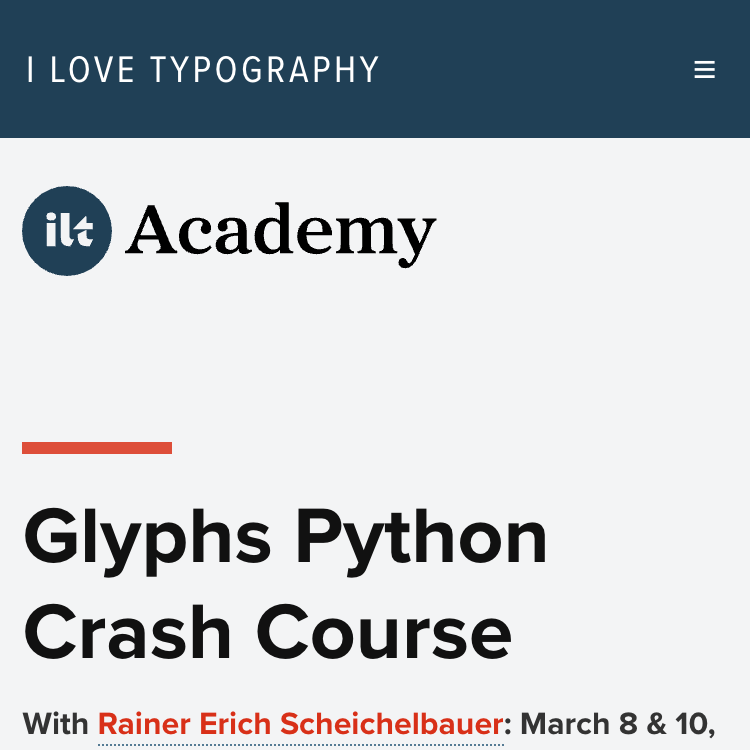 I LOVE TYPOGRAPHY
ilt Academy
Glyphs Python
Crash Course
With Rainer Erich Scheichelbauer: March 8 & 10,